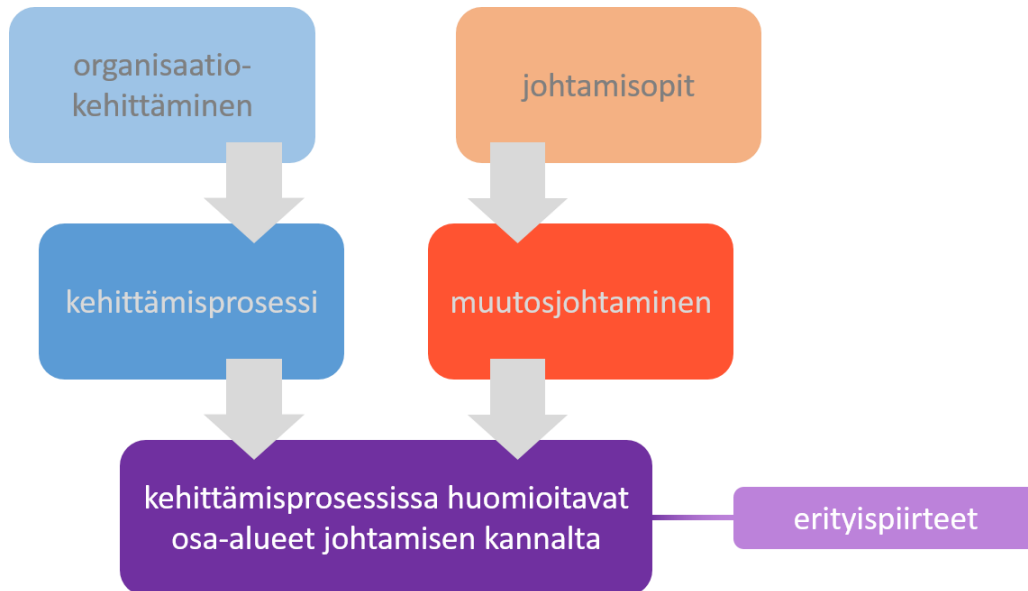 organisaatio-
kehittäminen
johtamisopit
kehittämisprosessi
muutosjohtaminen
kehittämisprosessissa huomioitavat
osa-alueet johtamisen kannalta
erityispiirteet